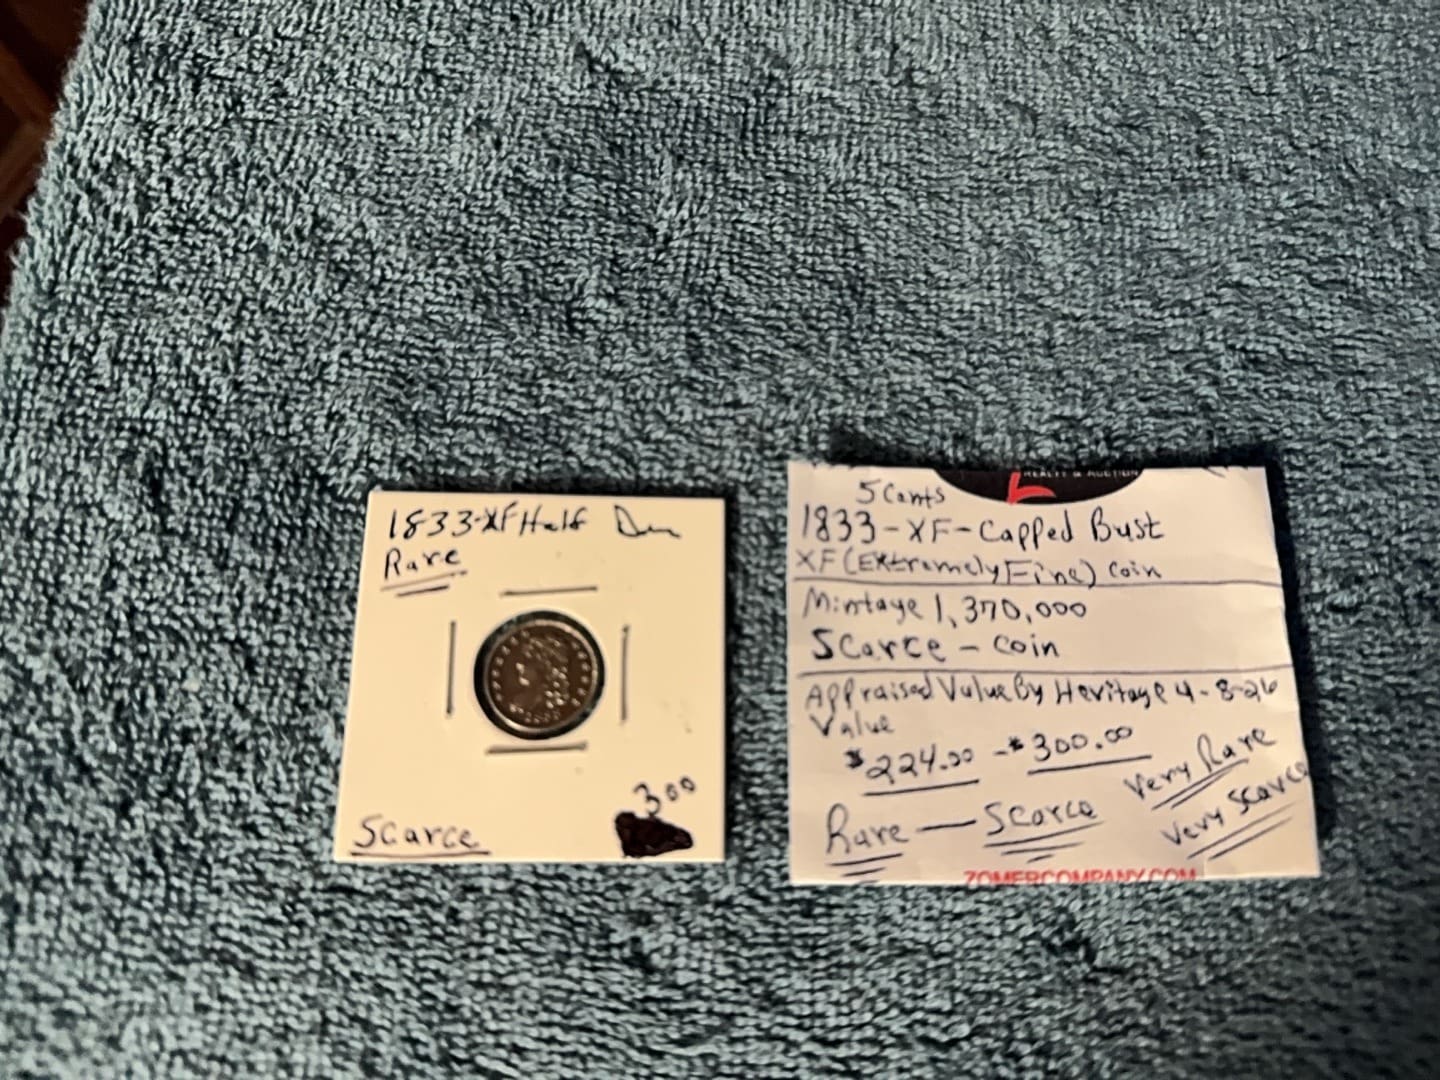 1833-XF Half
Rare
Scarce
300
REALTY & AUCTION
5 Cents
1833-XF-Capped Bust
XF (Extremely Fine) Coin
Mintage 1,370,000
Scarce - Coin
Appraised Value By Heritage 4-8-26
Value
$224.00 - $300.00
Very Rare
Rare - Scarce
Very Scarce
ZOMERCOMPANY.COM